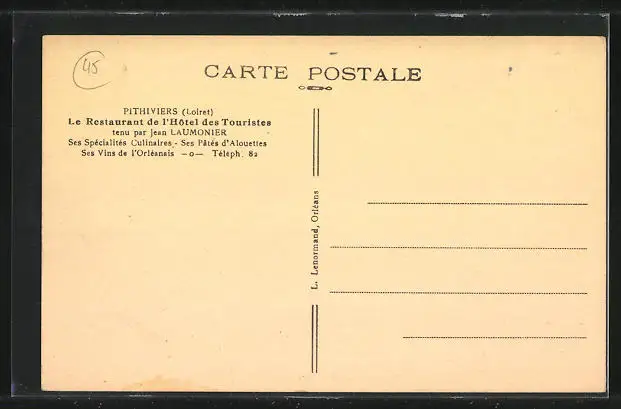 45
CARTE POSTALE
PITHIVIERS (Loiret)
Le Restaurant de l'Hôtel des Touristes
tenu par Jean LAUMONIER
Ses Spécialités Culinaires - Ses Pâtés d'Alouettes
Ses Vins de l'Orléanais —o— Téléph. 82
L. Lenormand, Orléans